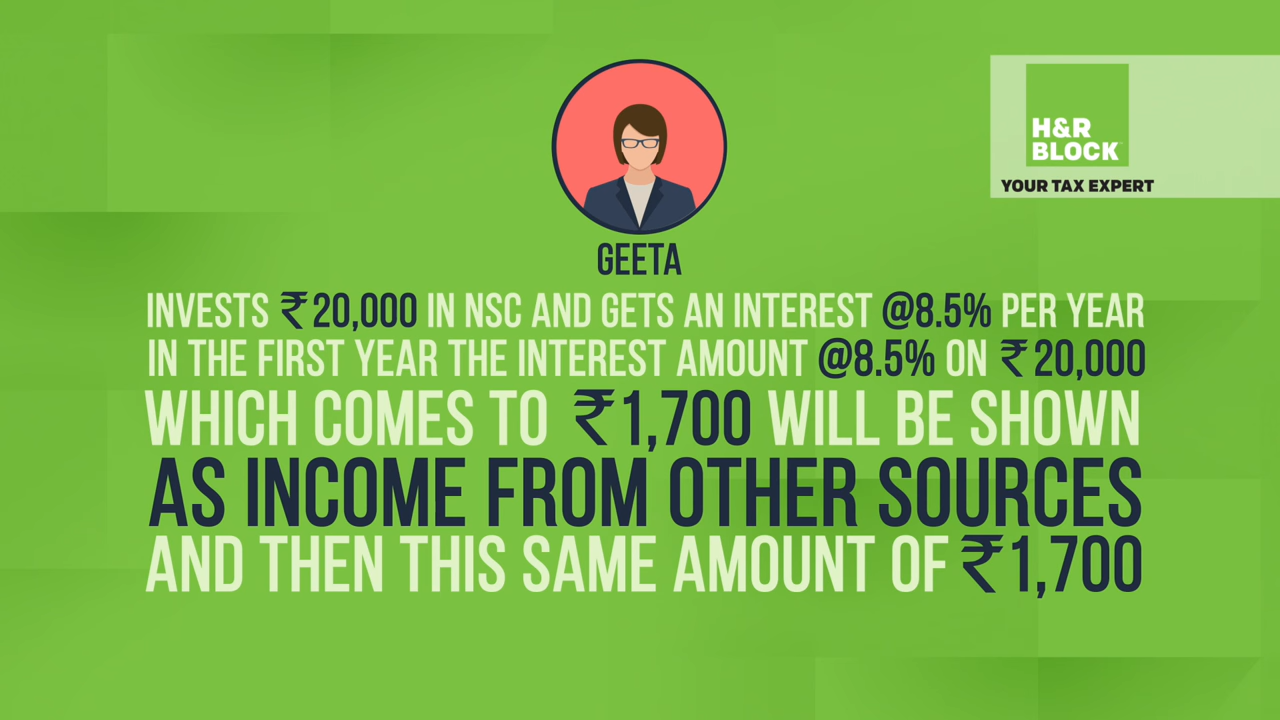 H&R
BLOCK
YOUR TAX EXPERT
GEETA
INVESTS ₹20,000 IN NSC AND GETS AN INTEREST @8.5% PER YEAR
IN THE FIRST YEAR THE INTEREST AMOUNT @8.5% ON ₹20,000
WHICH COMES TO ₹1,700 WILL BE SHOWN
AS INCOME FROM OTHER SOURCES
AND THEN THIS SAME AMOUNT OF ₹1,700